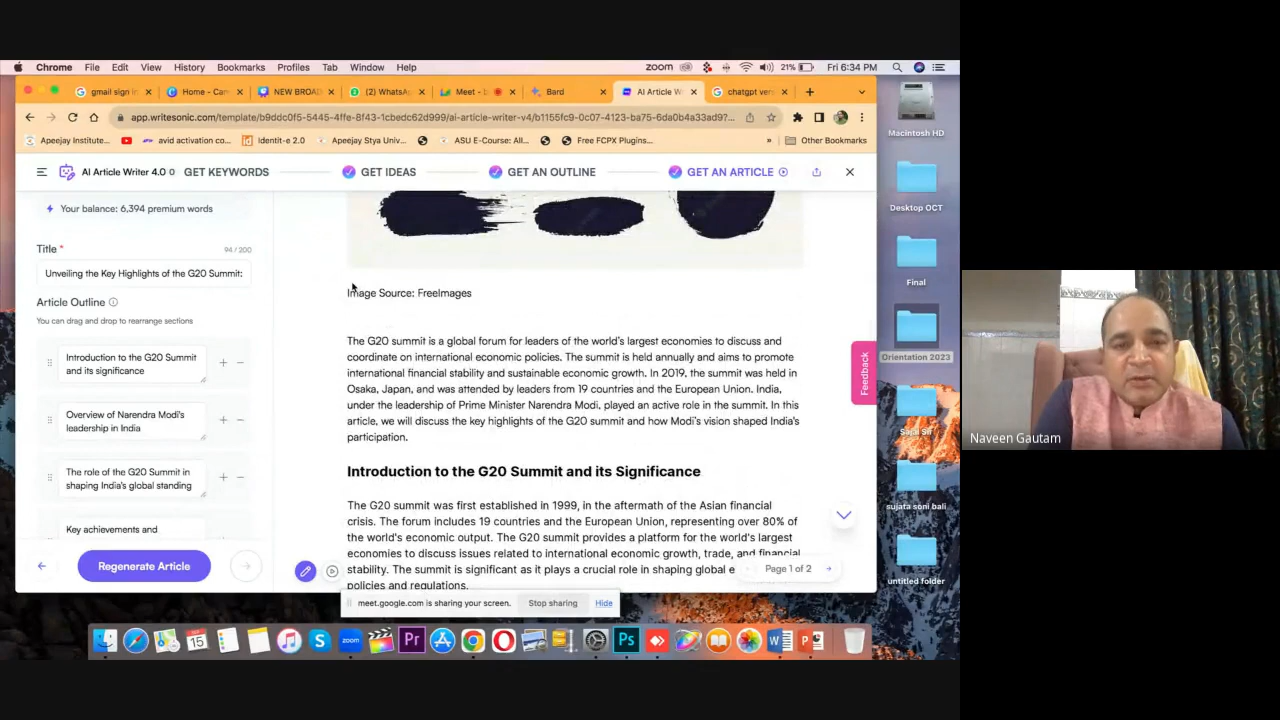 Chrome File Edit View History Bookmarks Profiles Tab Window Help zoom 21% Fri 6:34 PM
gmail sign in Home - Can NEW BROAD (2) WhatsA Meet - b Bard AI Article Wr chatgpt vers
app.writesonic.com/template/b9ddc0f5-5445-4ffe-8f43-1cbedc62d999/ai-article-writer-v4/b1155fc9-0c07-4123-ba75-6da0b4a33ad9?...
Apeejay Institute... avid activation co... Identit-e 2.0 Apeejay Stya Univ... ASU E-Course: All... Free FCPX Plugins... » Other Bookmarks
AI Article Writer 4.0 0 GET KEYWORDS GET IDEAS GET AN OUTLINE GET AN ARTICLE
Your balance: 6,394 premium words
Title * 94 / 200
Unveiling the Key Highlights of the G20 Summit:
Article Outline
You can drag and drop to rearrange sections
Introduction to the G20 Summit
and its significance
Overview of Narendra Modi's
leadership in India
The role of the G20 Summit in
shaping India's global standing
Key achievements and
Regenerate Article
Image Source: FreeImages
The G20 summit is a global forum for leaders of the world's largest economies to discuss and
coordinate on international economic policies. The summit is held annually and aims to promote
international financial stability and sustainable economic growth. In 2019, the summit was held in
Osaka, Japan, and was attended by leaders from 19 countries and the European Union. India,
under the leadership of Prime Minister Narendra Modi, played an active role in the summit. In this
article, we will discuss the key highlights of the G20 summit and how Modi's vision shaped India's
participation.
Introduction to the G20 Summit and its Significance
The G20 summit was first established in 1999, in the aftermath of the Asian financial
crisis. The forum includes 19 countries and the European Union, representing over 80% of
the world's economic output. The G20 summit provides a platform for the world's largest
economies to discuss issues related to international economic growth, trade, and financial
stability. The summit is significant as it plays a crucial role in shaping global e
policies and regulations.
Page 1 of 2
Feedback
meet.google.com is sharing your screen. Stop sharing Hide
Macintosh HD
Desktop OCT
Final
Orientation 2023
sujata soni bali
untitled folder
Naveen Gautam
15
Pr
Ps